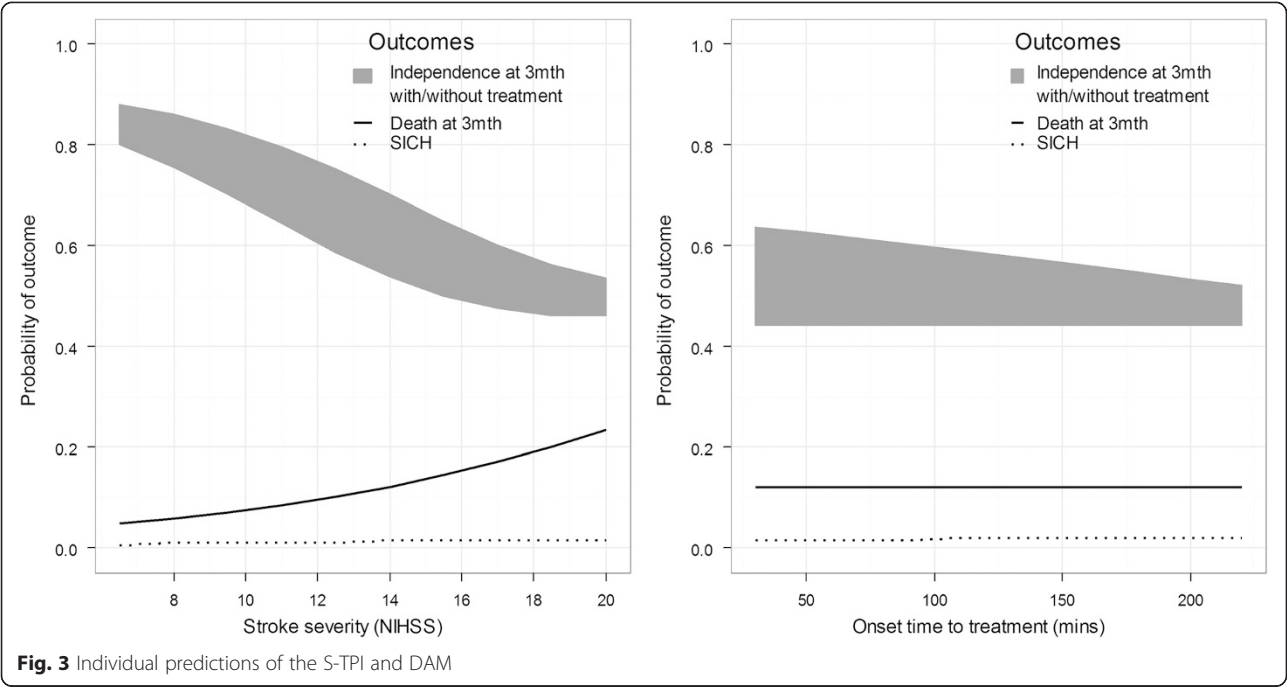 Outcomes
Independence at 3mth
with/without treatment
Death at 3mth
SICH
1.0
0.8
0.6
0.4
0.2
0.0
Probability of outcome
8 10 12 14 16 18 20
Stroke severity (NIHSS)
Outcomes
Independence at 3mth
with/without treatment
Death at 3mth
SICH
1.0
0.8
0.6
0.4
0.2
0.0
Probability of outcome
50 100 150 200
Onset time to treatment (mins)
Fig. 3 Individual predictions of the S-TPI and DAM